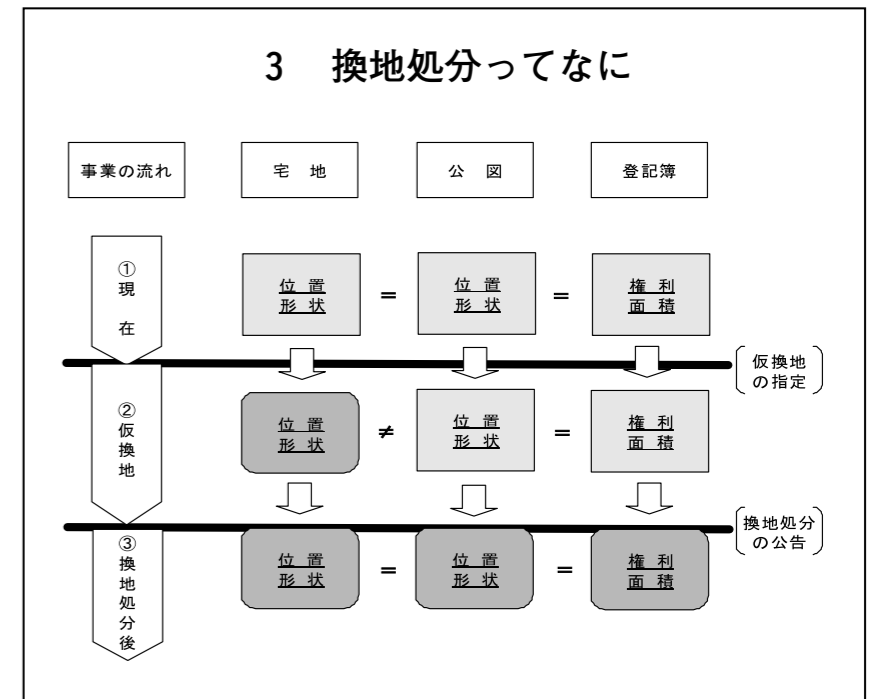 3　換地処分ってなに
事業の流れ
宅　地
公　図
登記簿
①
現
在
位　置
形　状
=
位　置
形　状
=
権　利
面　積
仮換地
の指定
②
仮
換
地
位　置
形　状
≠
位　置
形　状
=
権　利
面　積
換地処分
の公告
③
換
地
処
分
後
位　置
形　状
=
位　置
形　状
=
権　利
面　積